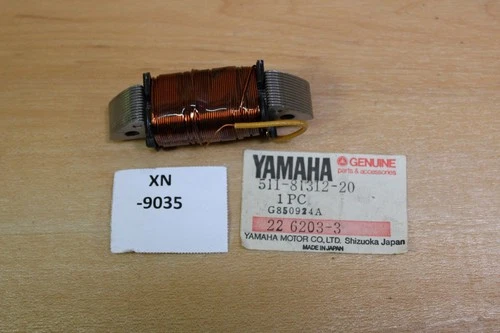 XN
-9035
YAMAHA GENUINE
parts & accessories
511-81312-20
1 PC
G850924A
22 6203-3
YAMAHA MOTOR CO., LTD. Shizuoka Japan
MADE IN JAPAN